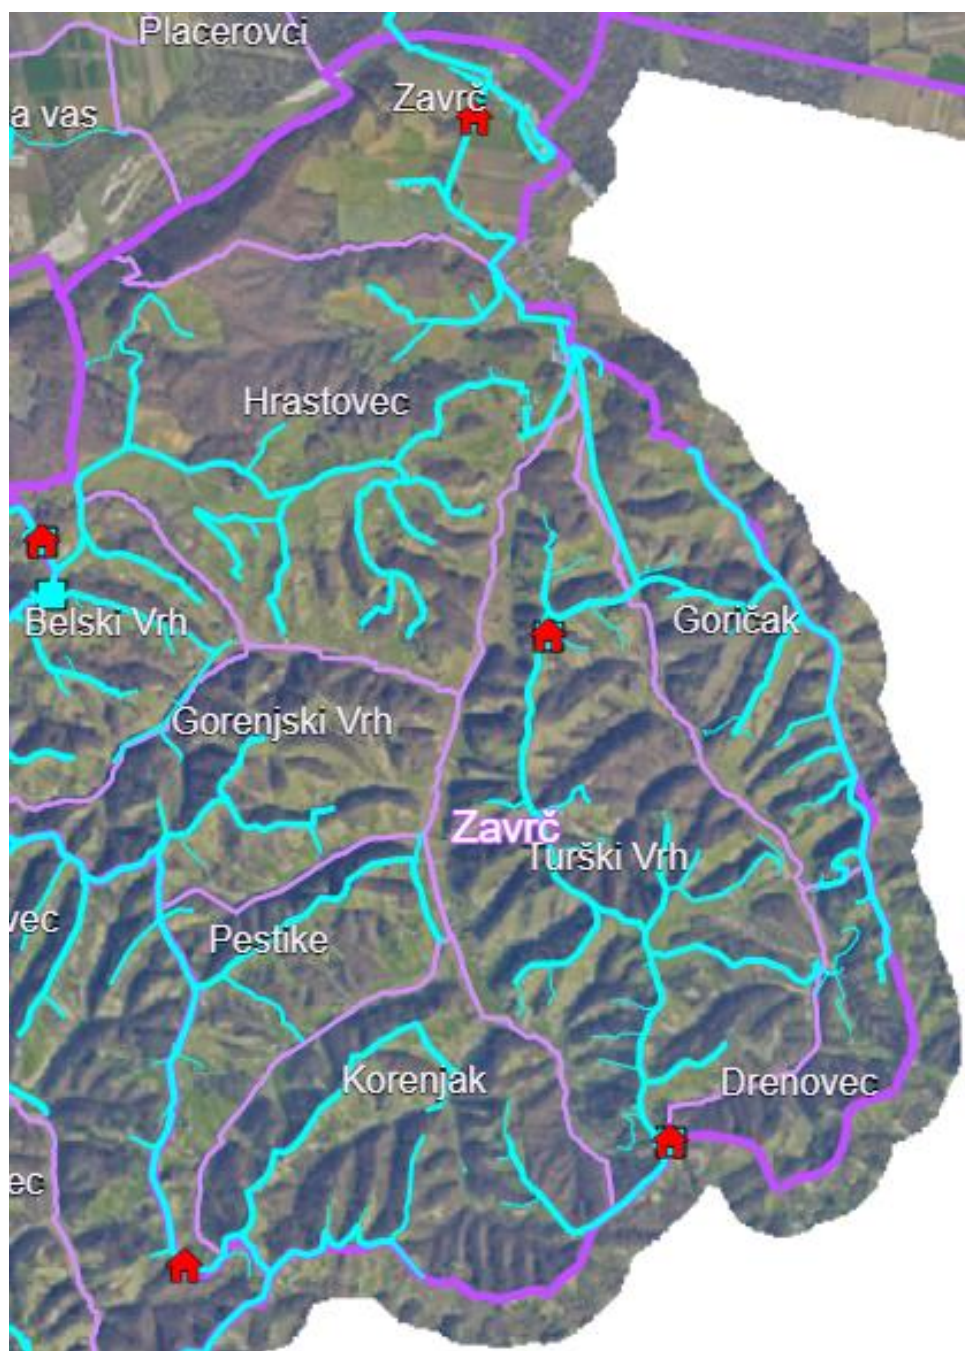 Placerovci
Zavrč
a vas
Hrastovec
Belski Vrh
Goričak
Gorenjski Vrh
Zavrč
Turški Vrh
vec
Pestike
Korenjak
Drenovec
ec